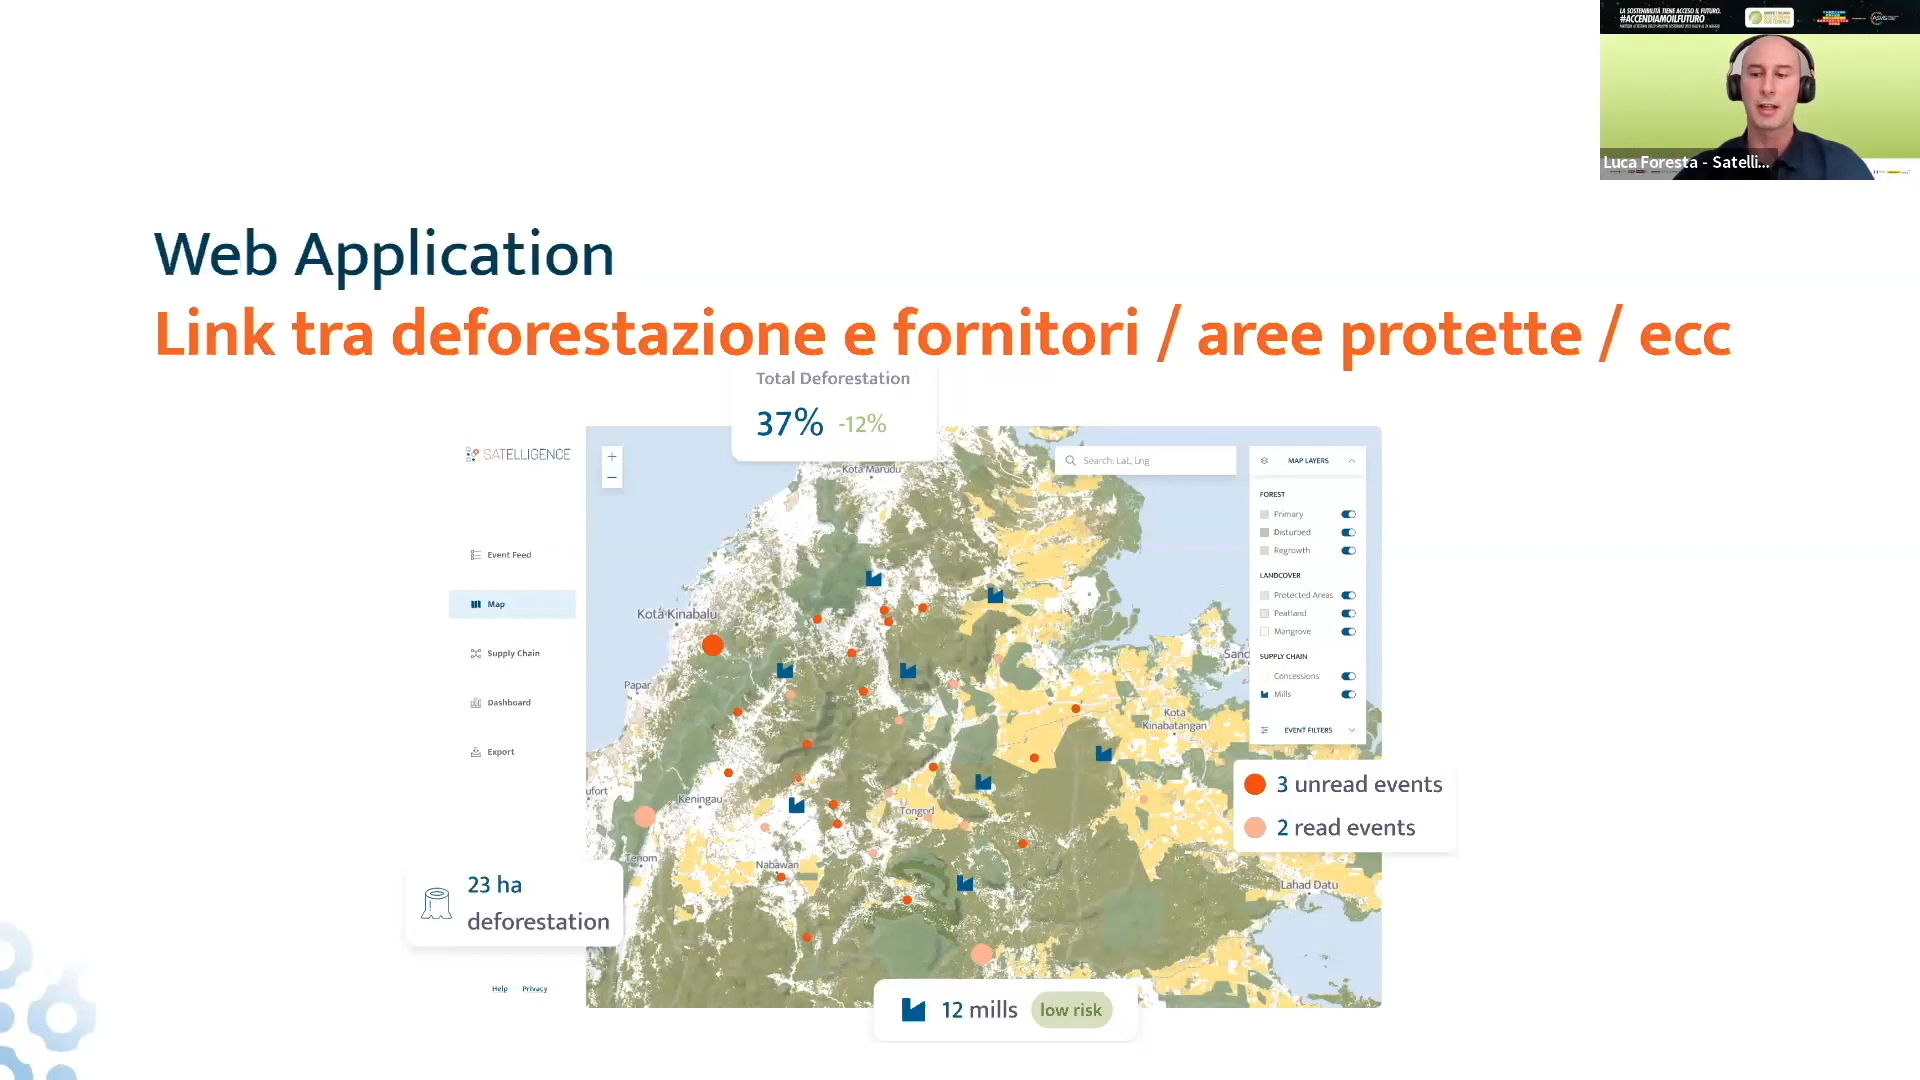 LA SOSTENIBILITÀ TIENE ACCESO IL FUTURO.
#ACCENDIAMOILFUTURO
Luca Foresta - Satelli...
Web Application
Link tra deforestazione e fornitori / aree protette / ecc
Total Deforestation
37% -12%
SATELLIGENCE
+
−
Search: Lat, Lng
MAP LAYERS
FOREST
Primary
Disturbed
Regrowth
LANDCOVER
Protected Areas
Peatland
Mangrove
SUPPLY CHAIN
Concessions
Mills
EVENT FILTERS
Event Feed
Map
Supply Chain
Dashboard
Export
Help Privacy
Kota Marudu
Kota Kinabalu
Papar
Sand
Kota
Kinabatangan
ufort
Keningau
Tongod
Tenom
Nabawan
Lahad Datu
3 unread events
2 read events
23 ha
deforestation
12 mills low risk